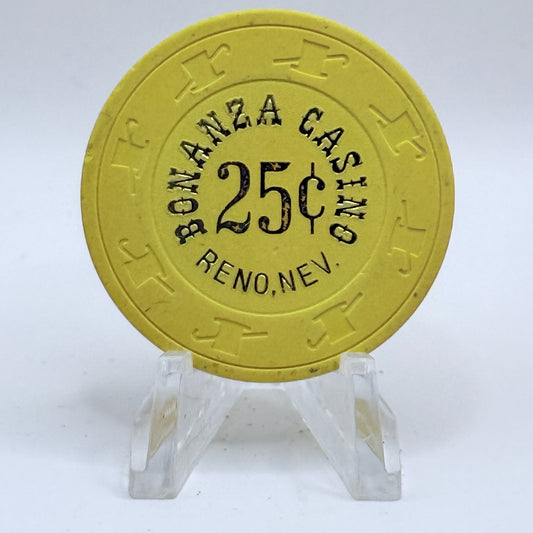 BONANZA CASINO
25¢
RENO, NEV.